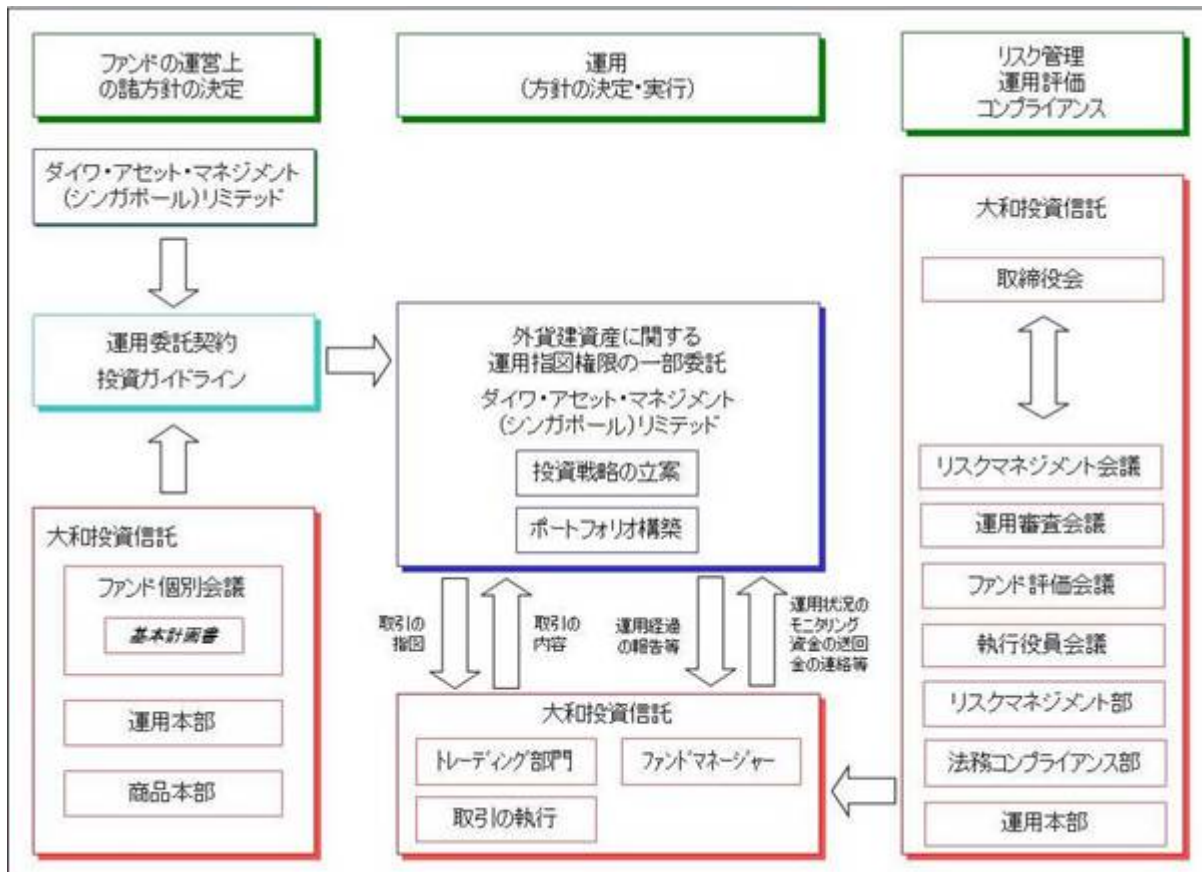 ファンドの運営上
の諸方針の決定
ダイワ・アセット・マネジメント
(シンガポール)リミテッド
運用委託契約
投資ガイドライン
大和投資信託
ファンド個別会議
基本計画書
運用本部
商品本部
運用
(方針の決定・実行)
外貨建資産に関する
運用指図権限の一部委託
ダイワ・アセット・マネジメント
(シンガポール)リミテッド
投資戦略の立案
ポートフォリオ構築
取引の
指図
取引の
内容
運用経過
の報告等
運用状況の
モニタリング
資金の送回
金の連絡等
大和投資信託
トレーディング部門
ファンドマネージャー
取引の執行
リスク管理
運用評価
コンプライアンス
大和投資信託
取締役会
リスクマネジメント会議
運用審査会議
ファンド評価会議
執行役員会議
リスクマネジメント部
法務コンプライアンス部
運用本部